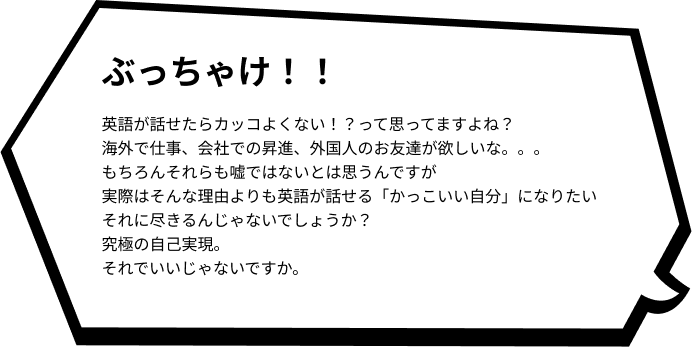 ぶっちゃけ！！
英語が話せたらカッコよくない！？って思ってますよね？
海外で仕事、会社での昇進、外国人のお友達が欲しいな。。。
もちろんそれらも嘘ではないとは思うんですが
実際はそんな理由よりも英語が話せる「かっこいい自分」になりたい
それに尽きるんじゃないでしょうか？
究極の自己実現。
それでいいじゃないですか。